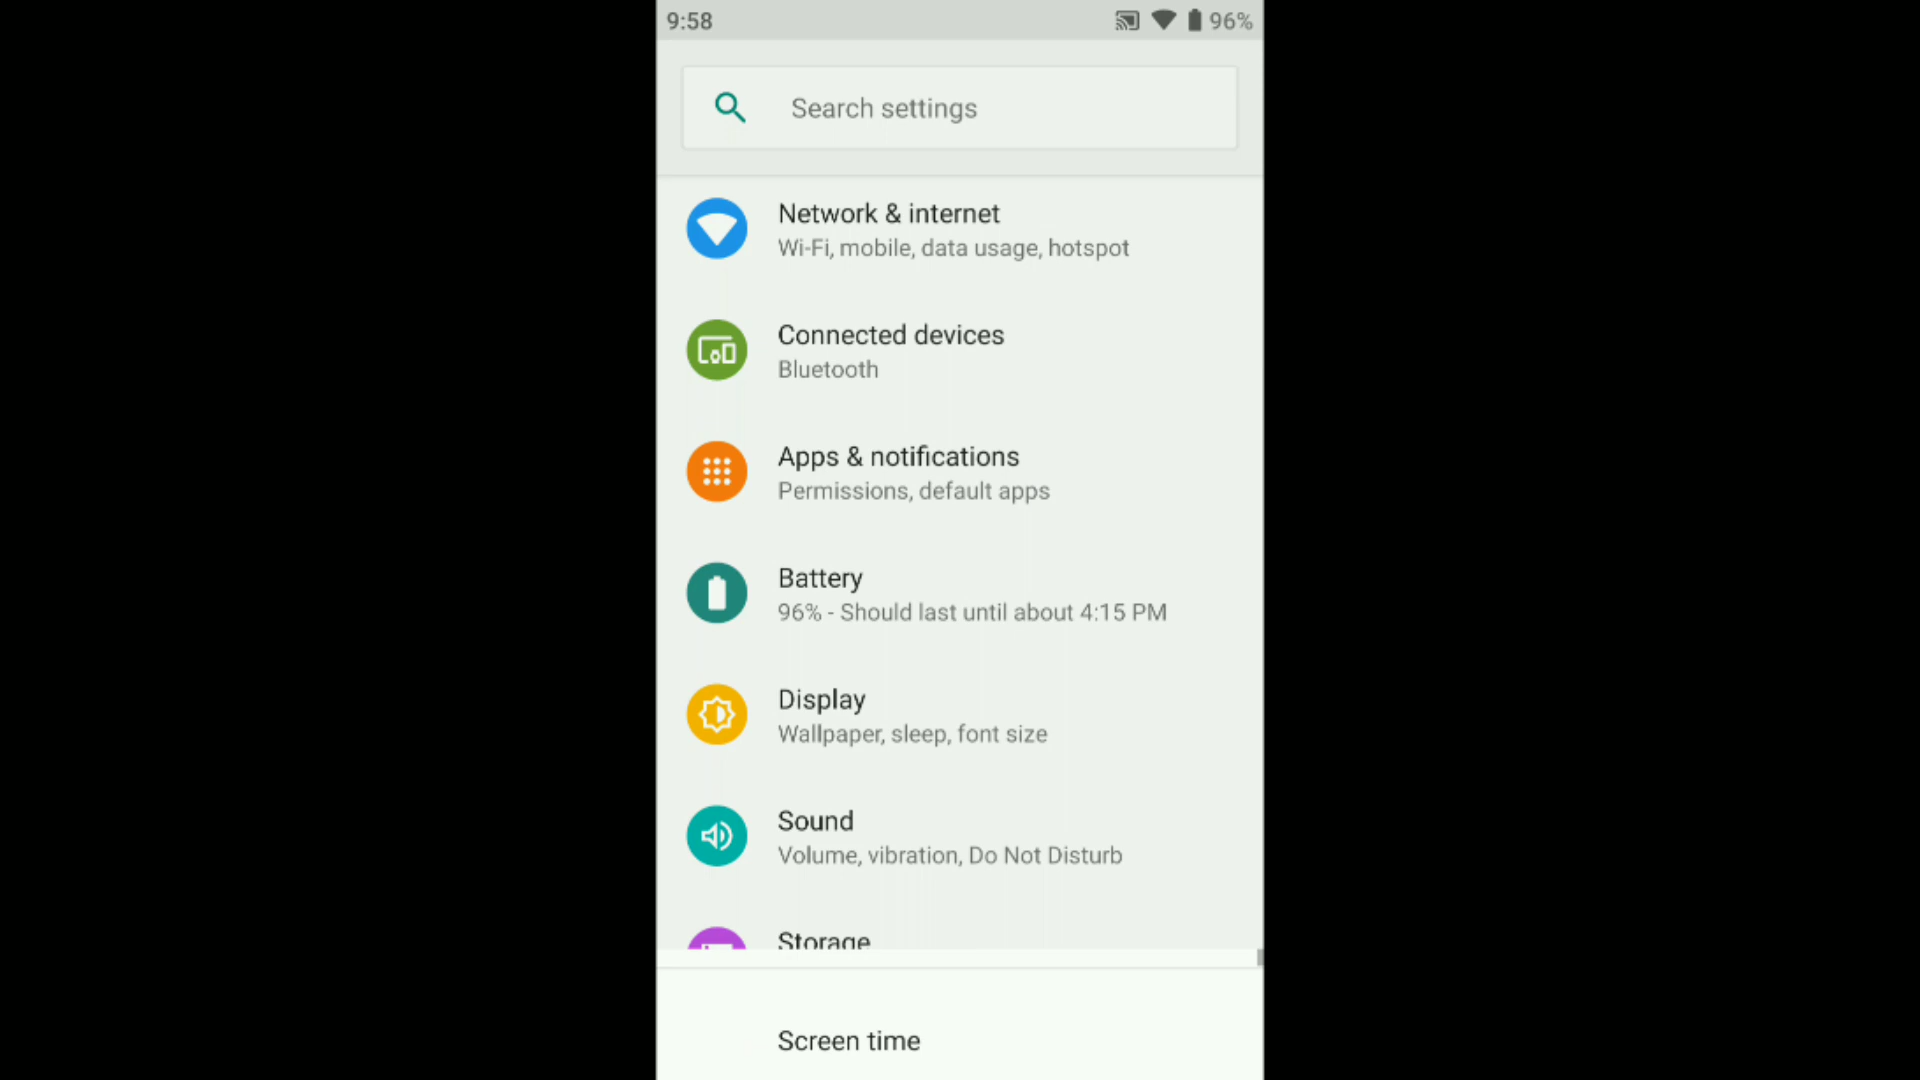 9:58
96%
Search settings
Network & internet
Wi-Fi, mobile, data usage, hotspot
Connected devices
Bluetooth
Apps & notifications
Permissions, default apps
Battery
96% - Should last until about 4:15 PM
Display
Wallpaper, sleep, font size
Sound
Volume, vibration, Do Not Disturb
Storage
Screen time